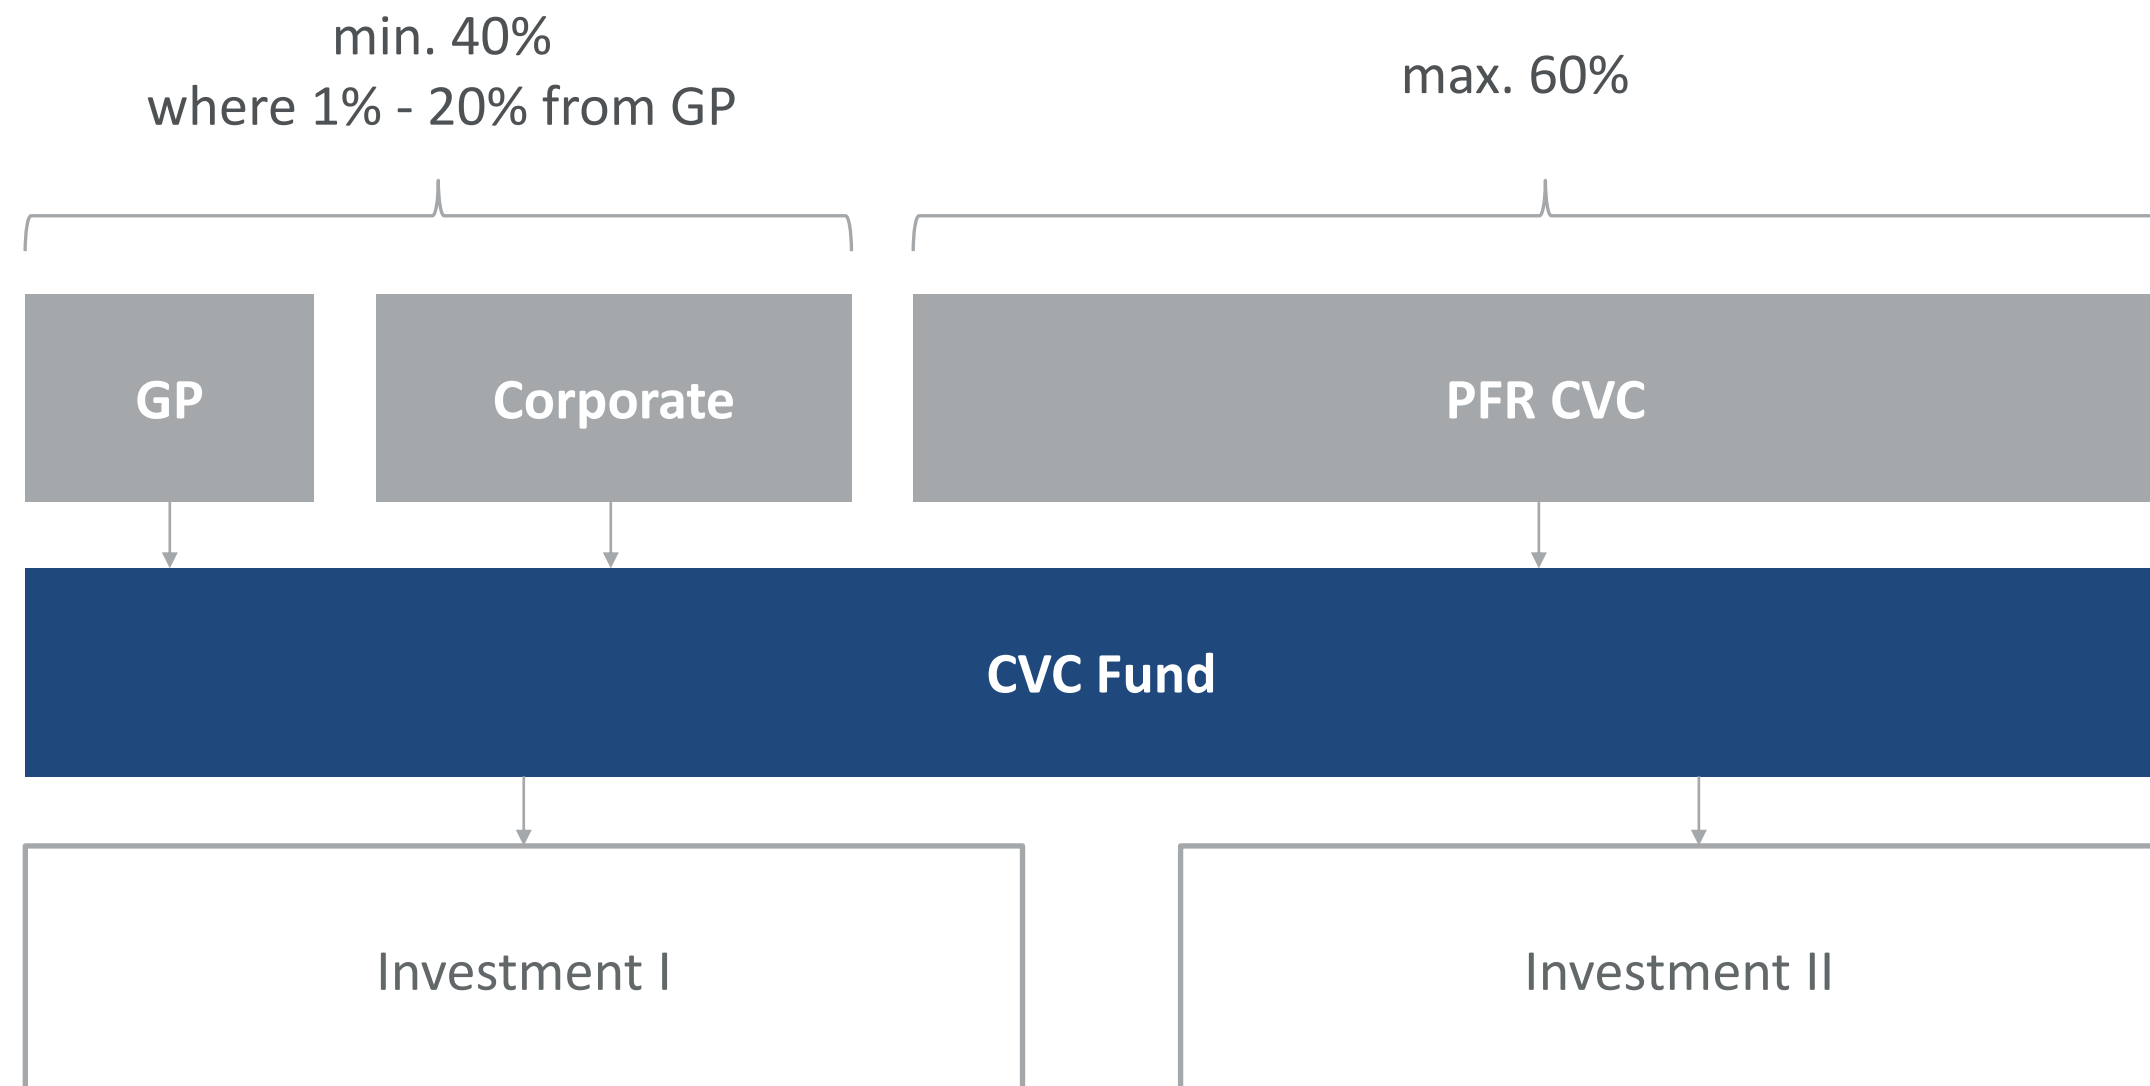 min. 40%
where 1% - 20% from GP
max. 60%
GP
Corporate
PFR CVC
CVC Fund
Investment I
Investment II